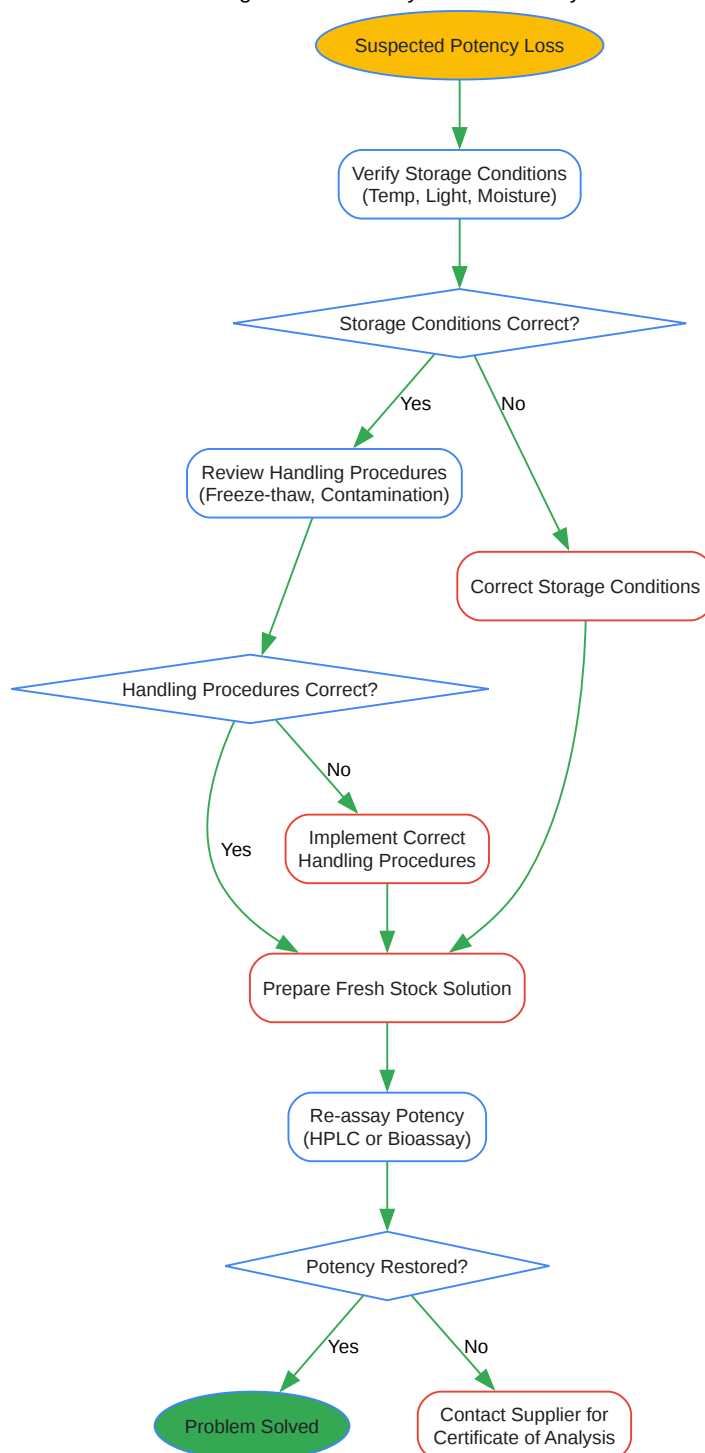 Suspected Potency Loss
Verify Storage Conditions
(Temp, Light, Moisture)
Storage Conditions Correct?
Yes
No
Review Handling Procedures
(Freeze-thaw, Contamination)
Correct Storage Conditions
Handling Procedures Correct?
No
Yes
Implement Correct
Handling Procedures
Prepare Fresh Stock Solution
Re-assay Potency
(HPLC or Bioassay)
Potency Restored?
Yes
No
Problem Solved
Contact Supplier for
Certificate of Analysis